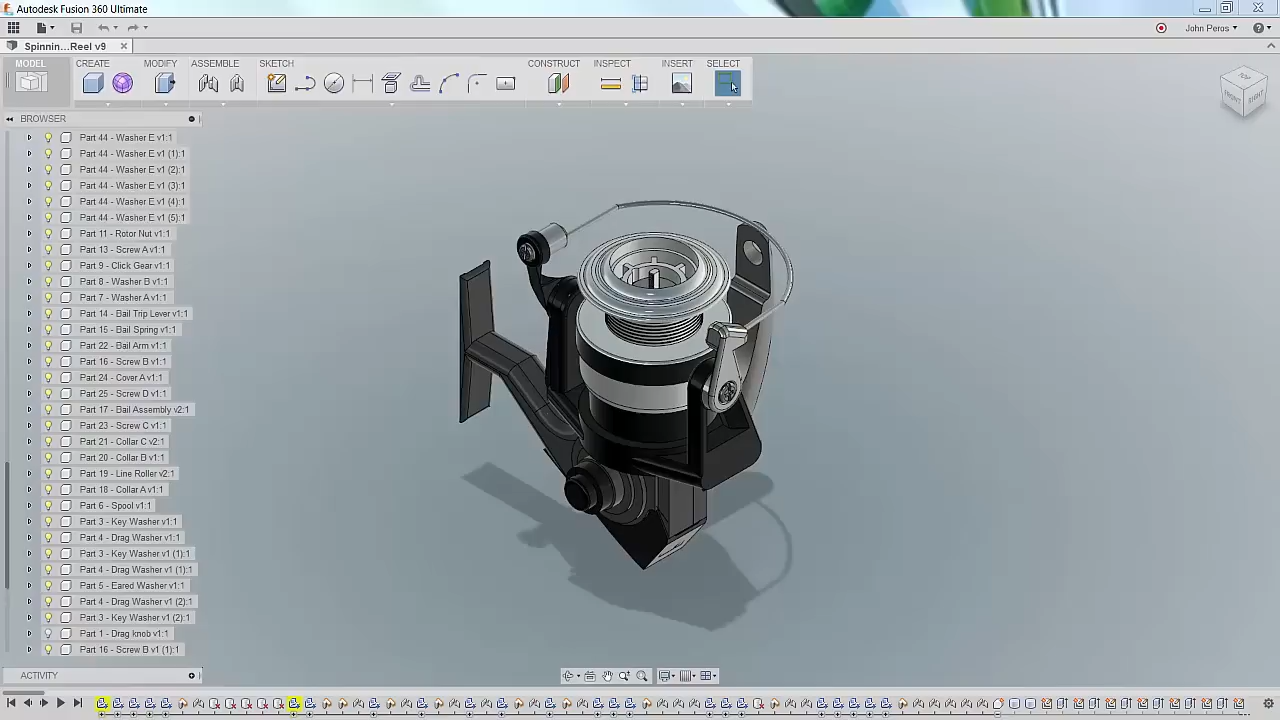 Autodesk Fusion 360 Ultimate
John Peros
Spinnin...Reel v9
MODEL
CREATE
MODIFY
ASSEMBLE
SKETCH
CONSTRUCT
INSPECT
INSERT
SELECT
TOP
FRONT
RIGHT
BROWSER
Part 44 - Washer E v1:1
Part 44 - Washer E v1 (1):1
Part 44 - Washer E v1 (2):1
Part 44 - Washer E v1 (3):1
Part 44 - Washer E v1 (4):1
Part 44 - Washer E v1 (5):1
Part 11 - Rotor Nut v1:1
Part 13 - Screw A v1:1
Part 9 - Click Gear v1:1
Part 8 - Washer B v1:1
Part 7 - Washer A v1:1
Part 14 - Bail Trip Lever v1:1
Part 15 - Bail Spring v1:1
Part 22 - Bail Arm v1:1
Part 16 - Screw B v1:1
Part 24 - Cover A v1:1
Part 25 - Screw D v1:1
Part 17 - Bail Assembly v2:1
Part 23 - Screw C v1:1
Part 21 - Collar C v2:1
Part 20 - Collar B v1:1
Part 19 - Line Roller v2:1
Part 18 - Collar A v1:1
Part 6 - Spool v1:1
Part 3 - Key Washer v1:1
Part 4 - Drag Washer v1:1
Part 3 - Key Washer v1 (1):1
Part 4 - Drag Washer v1 (1):1
Part 5 - Eared Washer v1:1
Part 4 - Drag Washer v1 (2):1
Part 3 - Key Washer v1 (2):1
Part 1 - Drag knob v1:1
Part 16 - Screw B v1 (1):1
ACTIVITY